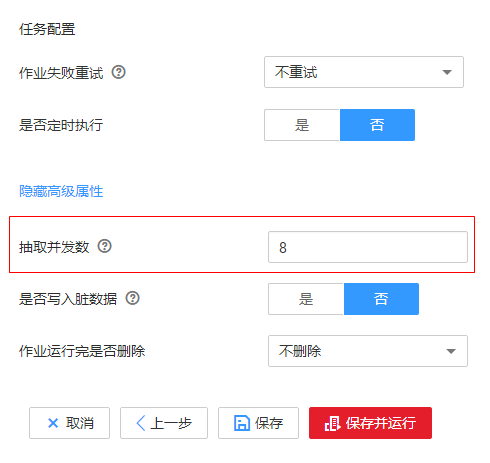 任务配置
作业失败重试 ? 不重试
是否定时执行 是 否
隐藏高级属性
抽取并发数 ? 8
是否写入脏数据 ? 是 否
作业运行完是否删除 不删除
取消 上一步 保存 保存并运行